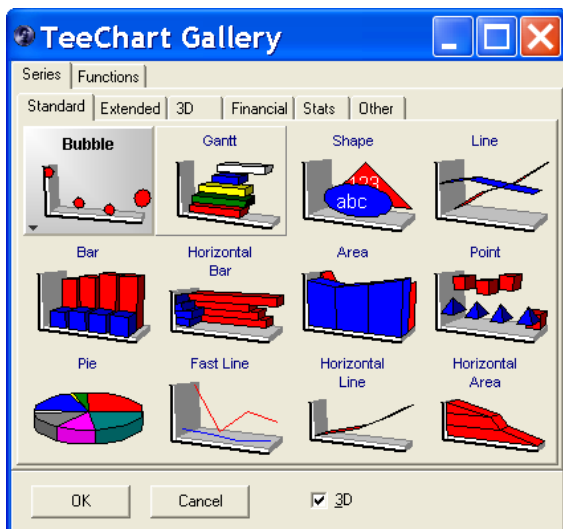 TeeChart Gallery
Series Functions
Standard Extended 3D Financial Stats Other
Bubble Gantt Shape Line
123
abc
Bar Horizontal Bar Area Point
Pie Fast Line Horizontal Line Horizontal Area
OK Cancel 3D